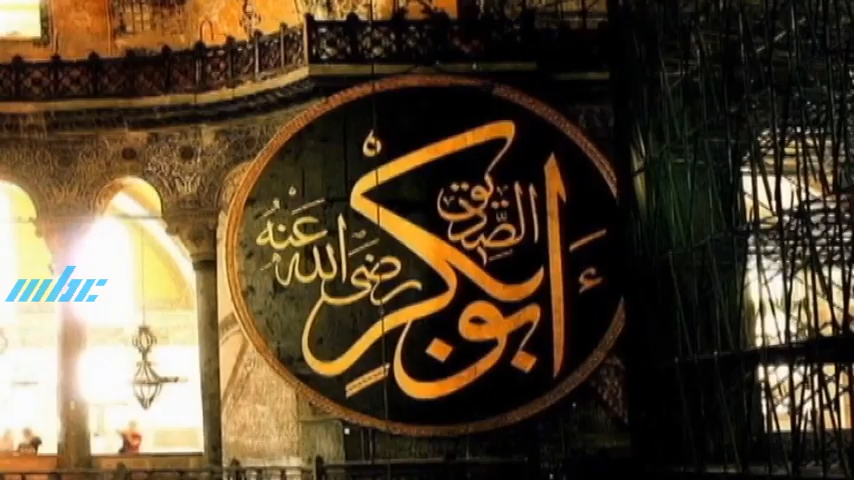 أبو بكر
الصديق
رضي الله
عنه
mbc